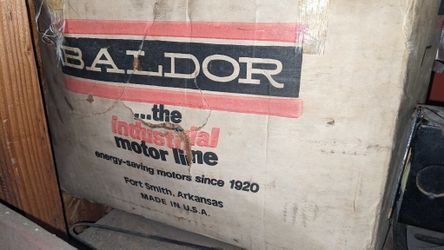 BALDOR
...the
industrial
motor line
energy-saving motors since 1920
Fort Smith, Arkansas
MADE IN U.S.A.